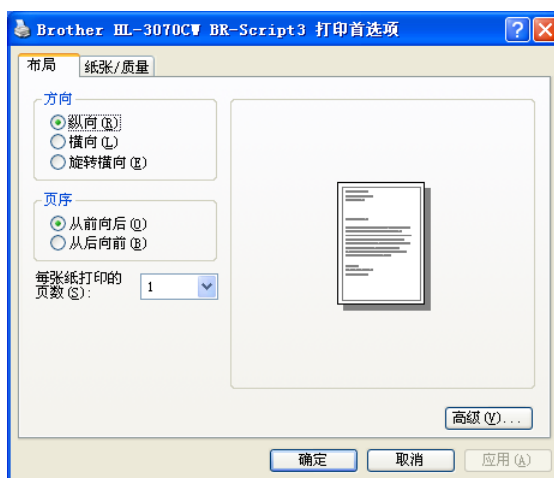 Brother HL-3070CW BR-Script3 打印首选项
布局
纸张/质量
方向
纵向(R)
横向(L)
旋转横向(E)
页序
从前向后(O)
从后向前(B)
每张纸打印的
页数(S):
1
高级(V)...
确定
取消
应用(A)